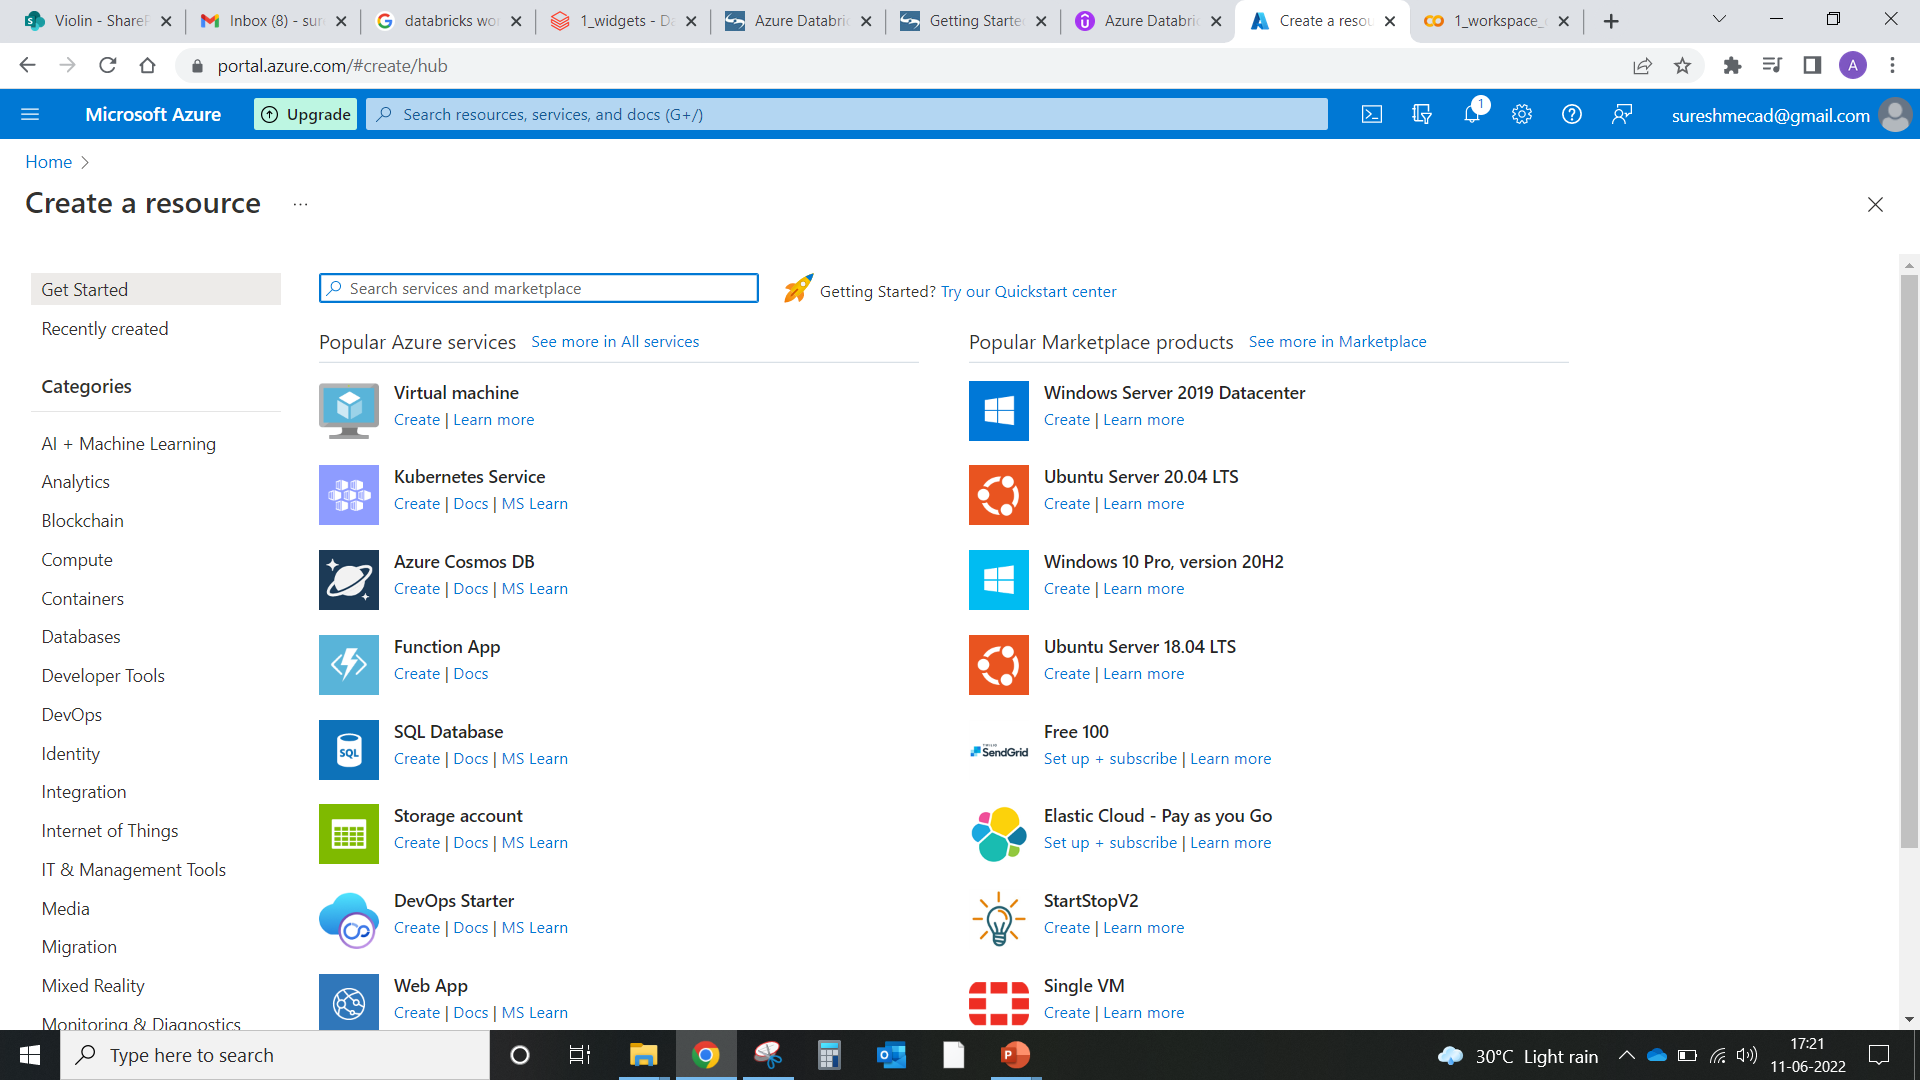 Violin - ShareP
Inbox (8) - sur
databricks wo
1_widgets - Da
Azure Databric
Getting Starte
Azure Databric
Create a resou
1_workspace_
portal.azure.com/#create/hub
A
Microsoft Azure
Upgrade
Search resources, services, and docs (G+/)
1
sureshmecad@gmail.com
Home
Create a resource
...
Get Started
Recently created
Categories
AI + Machine Learning
Analytics
Blockchain
Compute
Containers
Databases
Developer Tools
DevOps
Identity
Integration
Internet of Things
IT & Management Tools
Media
Migration
Mixed Reality
Monitoring & Diagnostics
Search services and marketplace
Getting Started? Try our Quickstart center
Popular Azure services See more in All services
Virtual machine
Create | Learn more
Kubernetes Service
Create | Docs | MS Learn
Azure Cosmos DB
Create | Docs | MS Learn
Function App
Create | Docs
SQL
SQL Database
Create | Docs | MS Learn
Storage account
Create | Docs | MS Learn
DevOps Starter
Create | Docs | MS Learn
Web App
Create | Docs | MS Learn
Popular Marketplace products See more in Marketplace
Windows Server 2019 Datacenter
Create | Learn more
Ubuntu Server 20.04 LTS
Create | Learn more
Windows 10 Pro, version 20H2
Create | Learn more
Ubuntu Server 18.04 LTS
Create | Learn more
SendGrid
Free 100
Set up + subscribe | Learn more
Elastic Cloud - Pay as you Go
Set up + subscribe | Learn more
StartStopV2
Create | Learn more
Single VM
Create | Learn more
Type here to search
30°C Light rain
17:21
11-06-2022